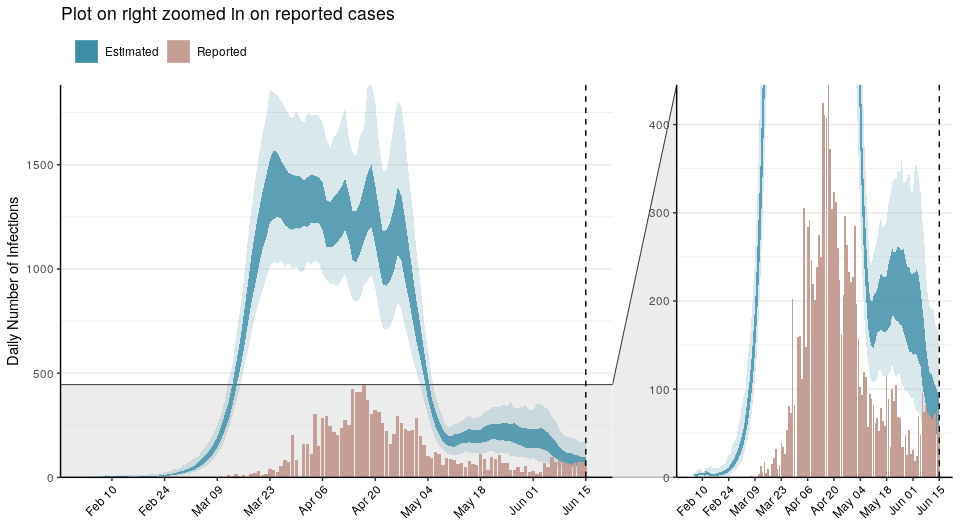 Plot on right zoomed in on reported cases
Estimated Reported
Daily Number of Infections
1500
1000
500
0
Feb 10 Feb 24 Mar 09 Mar 23 Apr 06 Apr 20 May 04 May 18 Jun 01 Jun 15
400
300
200
100
0
Feb 10 Feb 24 Mar 09 Mar 23 Apr 06 Apr 20 May 04 May 18 Jun 01 Jun 15